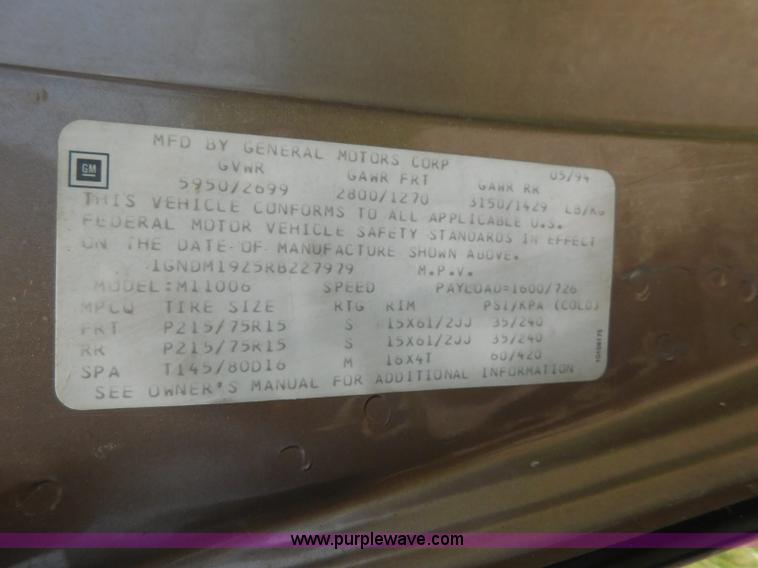 MFD BY GENERAL MOTORS CORP 05/94
GM
GVWR GAWR FRT GAWR RR
5950/2699 2800/1270 3150/1429 LB/KG
THIS VEHICLE CONFORMS TO ALL APPLICABLE U.S.
FEDERAL MOTOR VEHICLE SAFETY STANDARDS IN EFFECT
ON THE DATE OF MANUFACTURE SHOWN ABOVE.
1GNDM19Z5RB227979 M.P.V.
MODEL:M11006 SPEED PAYLOAD=1600/726
MPCQ TIRE SIZE RTG RIM PSI/KPA (COLD)
FRT P215/75R15 S 15X61/2JJ 35/240
RR P215/75R15 S 15X61/2JJ 35/240
SPA T145/80D16 M 16X4T 60/420
SEE OWNER'S MANUAL FOR ADDITIONAL INFORMATION
www.purplewave.com